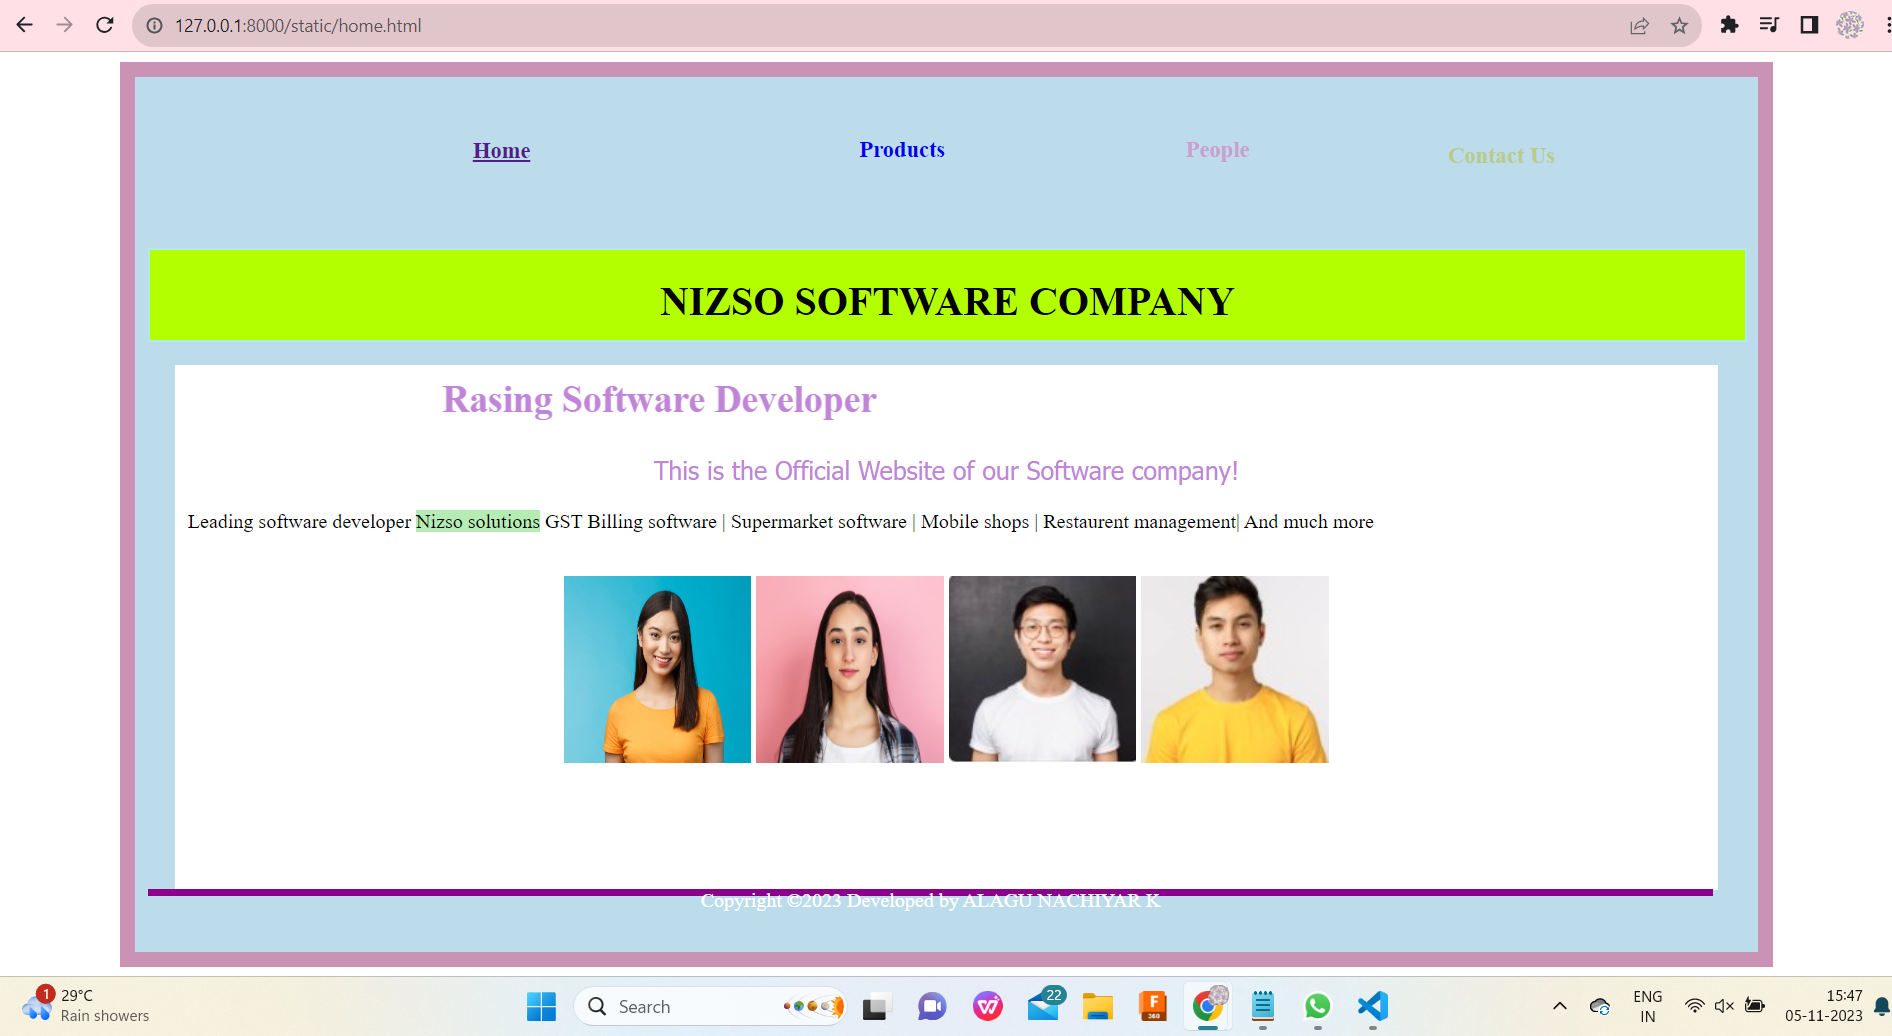 127.0.0.1:8000/static/home.html
Home Products People Contact Us
NIZSO SOFTWARE COMPANY
Rasing Software Developer
This is the Official Website of our Software company!
Leading software developer Nizso solutions GST Billing software | Supermarket software | Mobile shops | Restaurent management| And much more
Copyright ©2023 Developed by ALAGU NACHIYAR K
1
29°C
Rain showers
Search
22
F
360
ENG
IN
15:47
05-11-2023